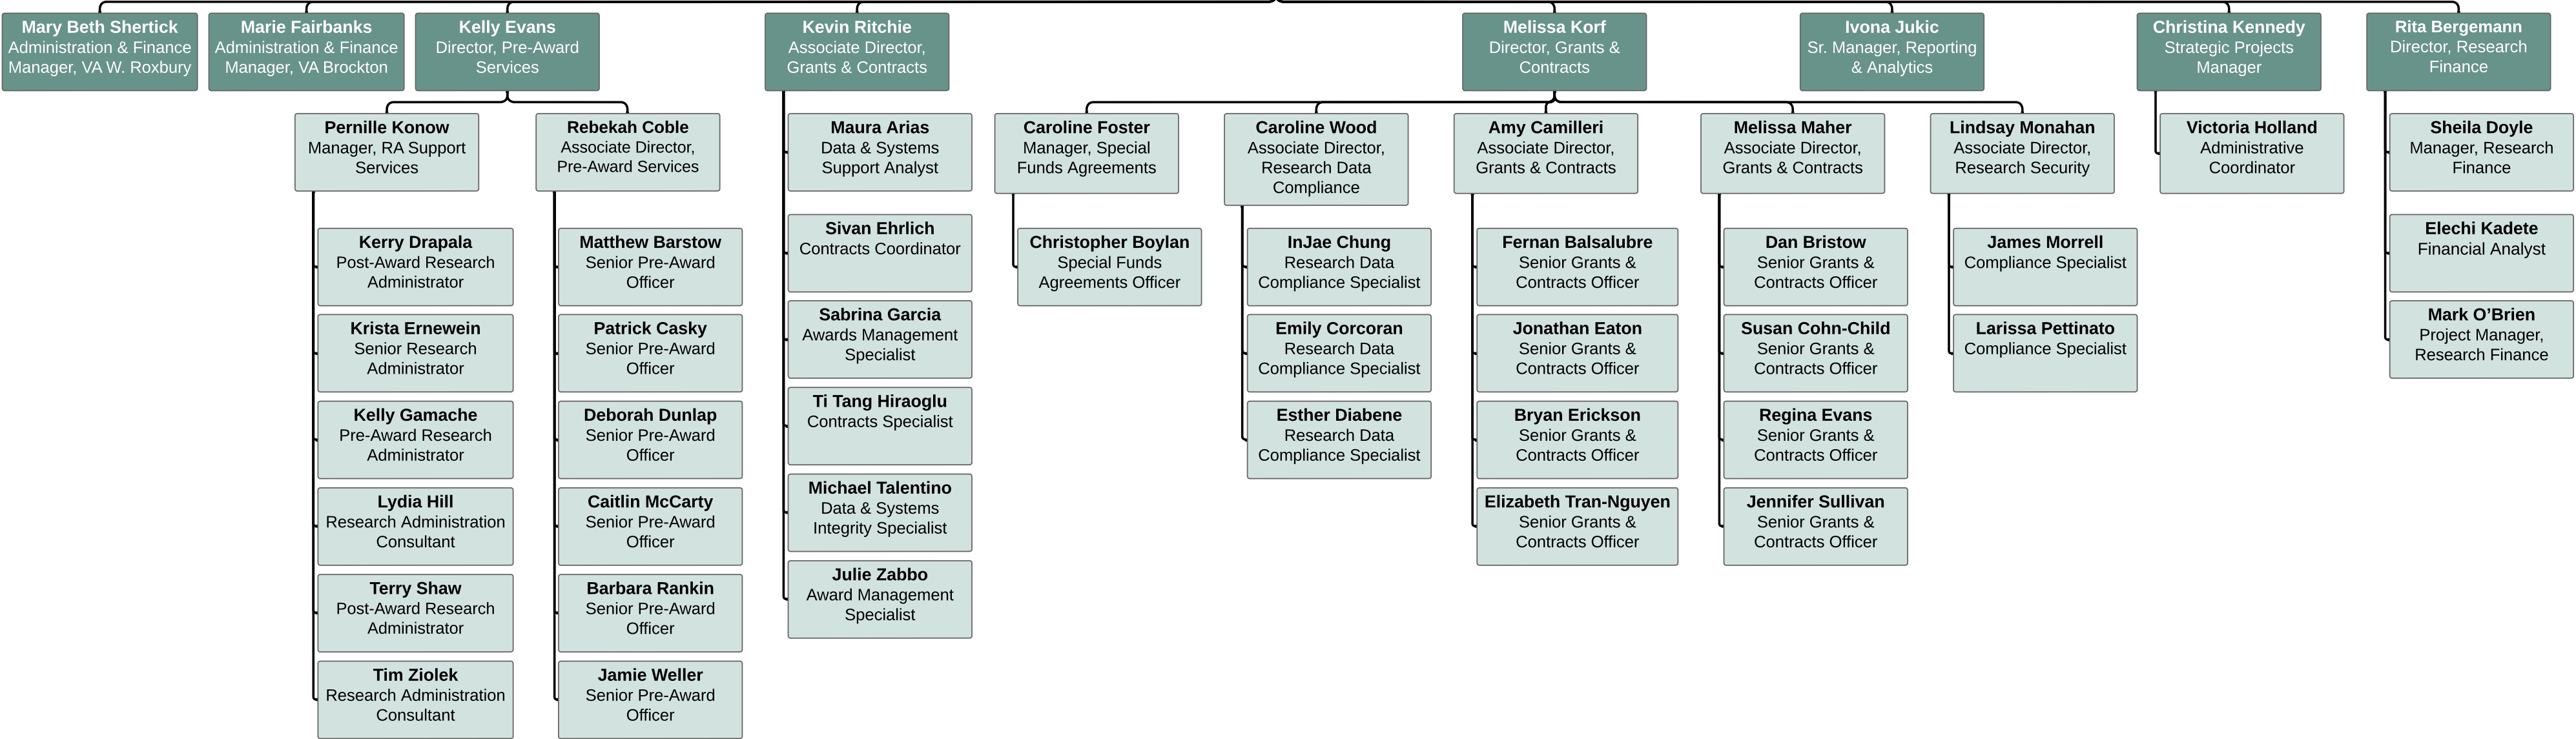 Mary Beth Shertick
Administration & Finance
Manager, VA W. Roxbury
Marie Fairbanks
Administration & Finance
Manager, VA Brockton
Kelly Evans
Director, Pre-Award
Services
Kevin Ritchie
Associate Director,
Grants & Contracts
Melissa Korf
Director, Grants &
Contracts
Ivona Jukic
Sr. Manager, Reporting
& Analytics
Christina Kennedy
Strategic Projects
Manager
Rita Bergemann
Director, Research
Finance
Pernille Konow
Manager, RA Support
Services
Kerry Drapala
Post-Award Research
Administrator
Krista Ernewein
Senior Research
Administrator
Kelly Gamache
Pre-Award Research
Administrator
Lydia Hill
Research Administration
Consultant
Terry Shaw
Post-Award Research
Administrator
Tim Ziolek
Research Administration
Consultant
Rebekah Coble
Associate Director,
Pre-Award Services
Matthew Barstow
Senior Pre-Award
Officer
Patrick Casky
Senior Pre-Award
Officer
Deborah Dunlap
Senior Pre-Award
Officer
Caitlin McCarty
Senior Pre-Award
Officer
Barbara Rankin
Senior Pre-Award
Officer
Jamie Weller
Senior Pre-Award
Officer
Maura Arias
Data & Systems
Support Analyst
Sivan Ehrlich
Contracts Coordinator
Sabrina Garcia
Awards Management
Specialist
Ti Tang Hiraoglu
Contracts Specialist
Michael Talentino
Data & Systems
Integrity Specialist
Julie Zabbo
Award Management
Specialist
Caroline Foster
Manager, Special
Funds Agreements
Christopher Boylan
Special Funds
Agreements Officer
Caroline Wood
Associate Director,
Research Data
Compliance
InJae Chung
Research Data
Compliance Specialist
Emily Corcoran
Research Data
Compliance Specialist
Esther Diabene
Research Data
Compliance Specialist
Amy Camilleri
Associate Director,
Grants & Contracts
Fernan Balsalubre
Senior Grants &
Contracts Officer
Jonathan Eaton
Senior Grants &
Contracts Officer
Bryan Erickson
Senior Grants &
Contracts Officer
Elizabeth Tran-Nguyen
Senior Grants &
Contracts Officer
Melissa Maher
Associate Director,
Grants & Contracts
Dan Bristow
Senior Grants &
Contracts Officer
Susan Cohn-Child
Senior Grants &
Contracts Officer
Regina Evans
Senior Grants &
Contracts Officer
Jennifer Sullivan
Senior Grants &
Contracts Officer
Lindsay Monahan
Associate Director,
Research Security
James Morrell
Compliance Specialist
Larissa Pettinato
Compliance Specialist
Victoria Holland
Administrative
Coordinator
Sheila Doyle
Manager, Research
Finance
Elechi Kadete
Financial Analyst
Mark O’Brien
Project Manager,
Research Finance